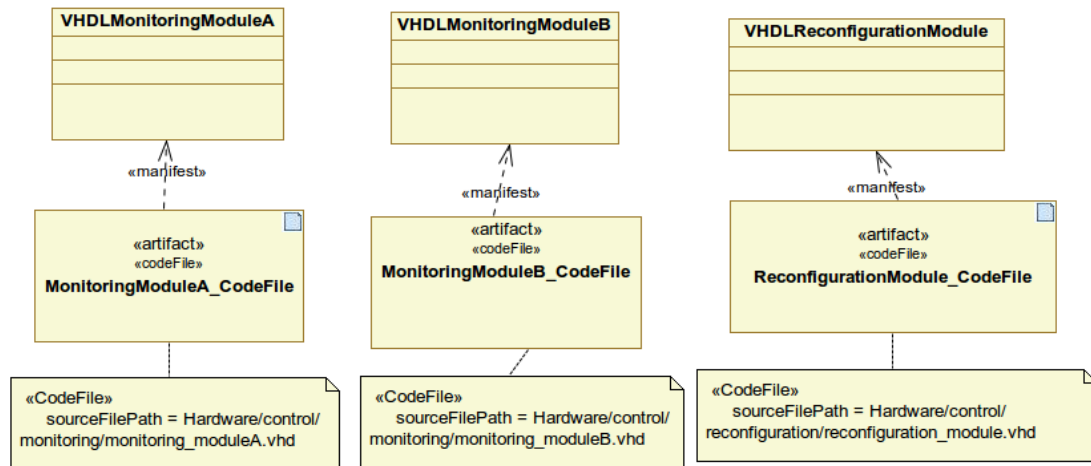 VHDLMonitoringModuleA
«manifest»
«artifact»
«codeFile»
MonitoringModuleA_CodeFile
«CodeFile»
sourceFilePath = Hardware/control/
monitoring/monitoring_moduleA.vhd
VHDLMonitoringModuleB
«manifest»
«artifact»
«codeFile»
MonitoringModuleB_CodeFile
«CodeFile»
sourceFilePath = Hardware/control/
monitoring/monitoring_moduleB.vhd
VHDLReconfigurationModule
«manifest»
«artifact»
«codeFile»
ReconfigurationModule_CodeFile
«CodeFile»
sourceFilePath = Hardware/control/
reconfiguration/reconfiguration_module.vhd